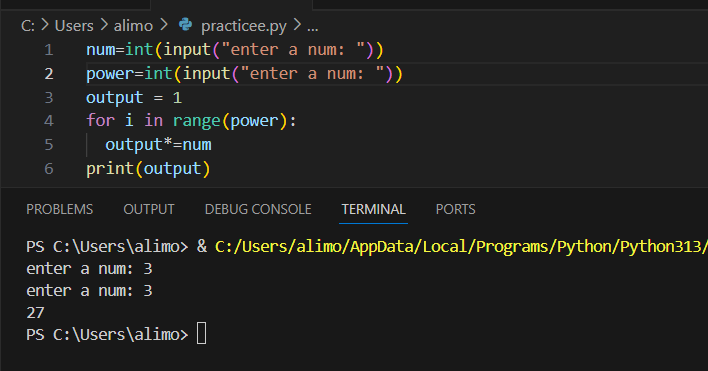 C: > Users > alimo > practicee.py > ...
1 num=int(input("enter a num: "))
2 power=int(input("enter a num: "))
3 output = 1
4 for i in range(power):
5   output*=num
6 print(output)
PROBLEMS OUTPUT DEBUG CONSOLE TERMINAL PORTS
PS C:\Users\alimo> & C:/Users/alimo/AppData/Local/Programs/Python/Python313/
enter a num: 3
enter a num: 3
27
PS C:\Users\alimo>